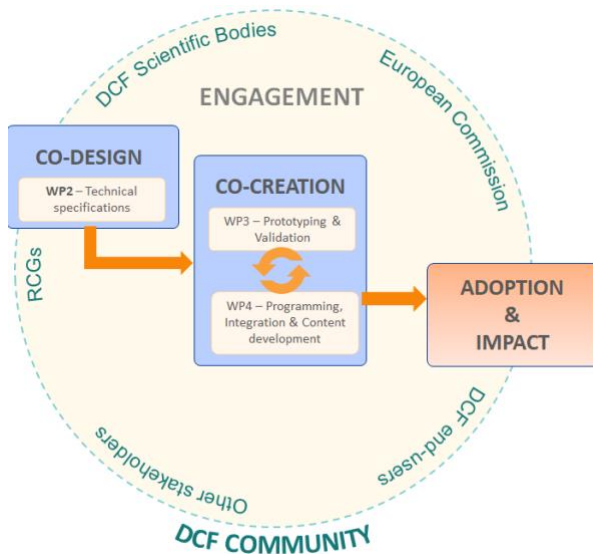 DCF Scientific Bodies
European Commission
ENGAGEMENT
CO-DESIGN
WP2 – Technical
specifications
CO-CREATION
WP3 – Prototyping &
Validation
WP4 – Programming,
Integration & Content
development
RCGs
ADOPTION
&
IMPACT
Other stakeholders
DCF end-users
DCF COMMUNITY